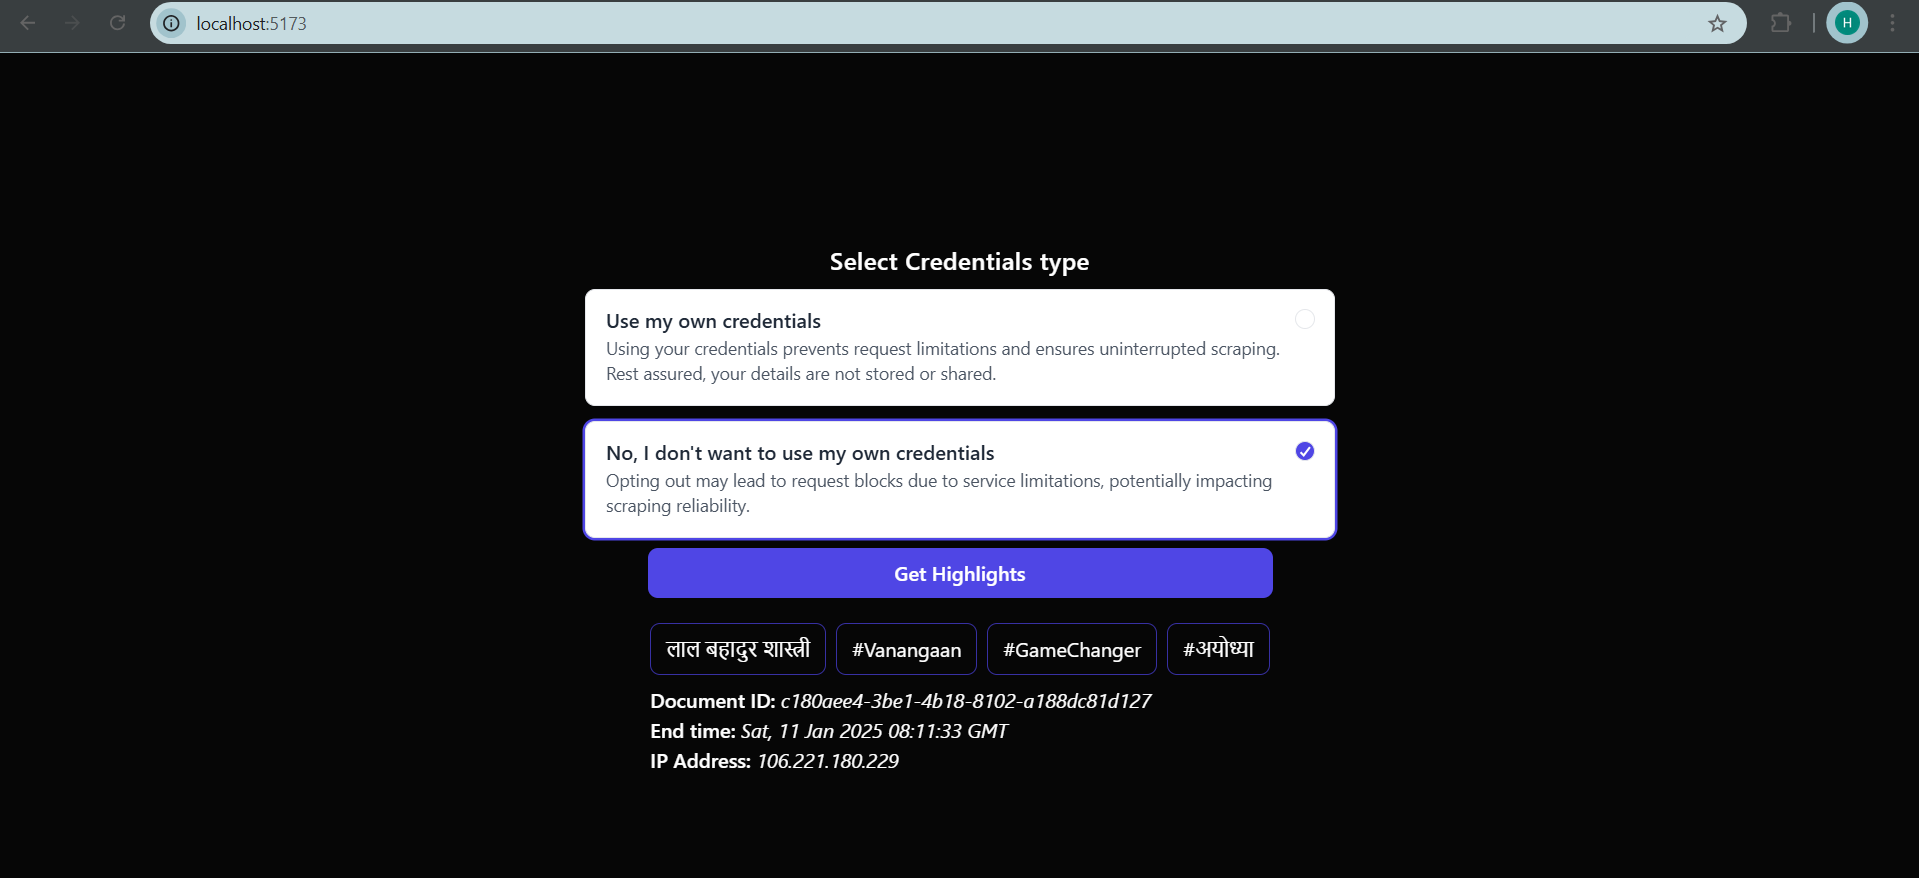 localhost:5173
H
Select Credentials type
Use my own credentials
Using your credentials prevents request limitations and ensures uninterrupted scraping.
Rest assured, your details are not stored or shared.
No, I don't want to use my own credentials
Opting out may lead to request blocks due to service limitations, potentially impacting
scraping reliability.
Get Highlights
लाल बहादुर शास्त्री #Vanangaan #GameChanger #अयोध्या
Document ID: c180aee4-3be1-4b18-8102-a188dc81d127
End time: Sat, 11 Jan 2025 08:11:33 GMT
IP Address: 106.221.180.229